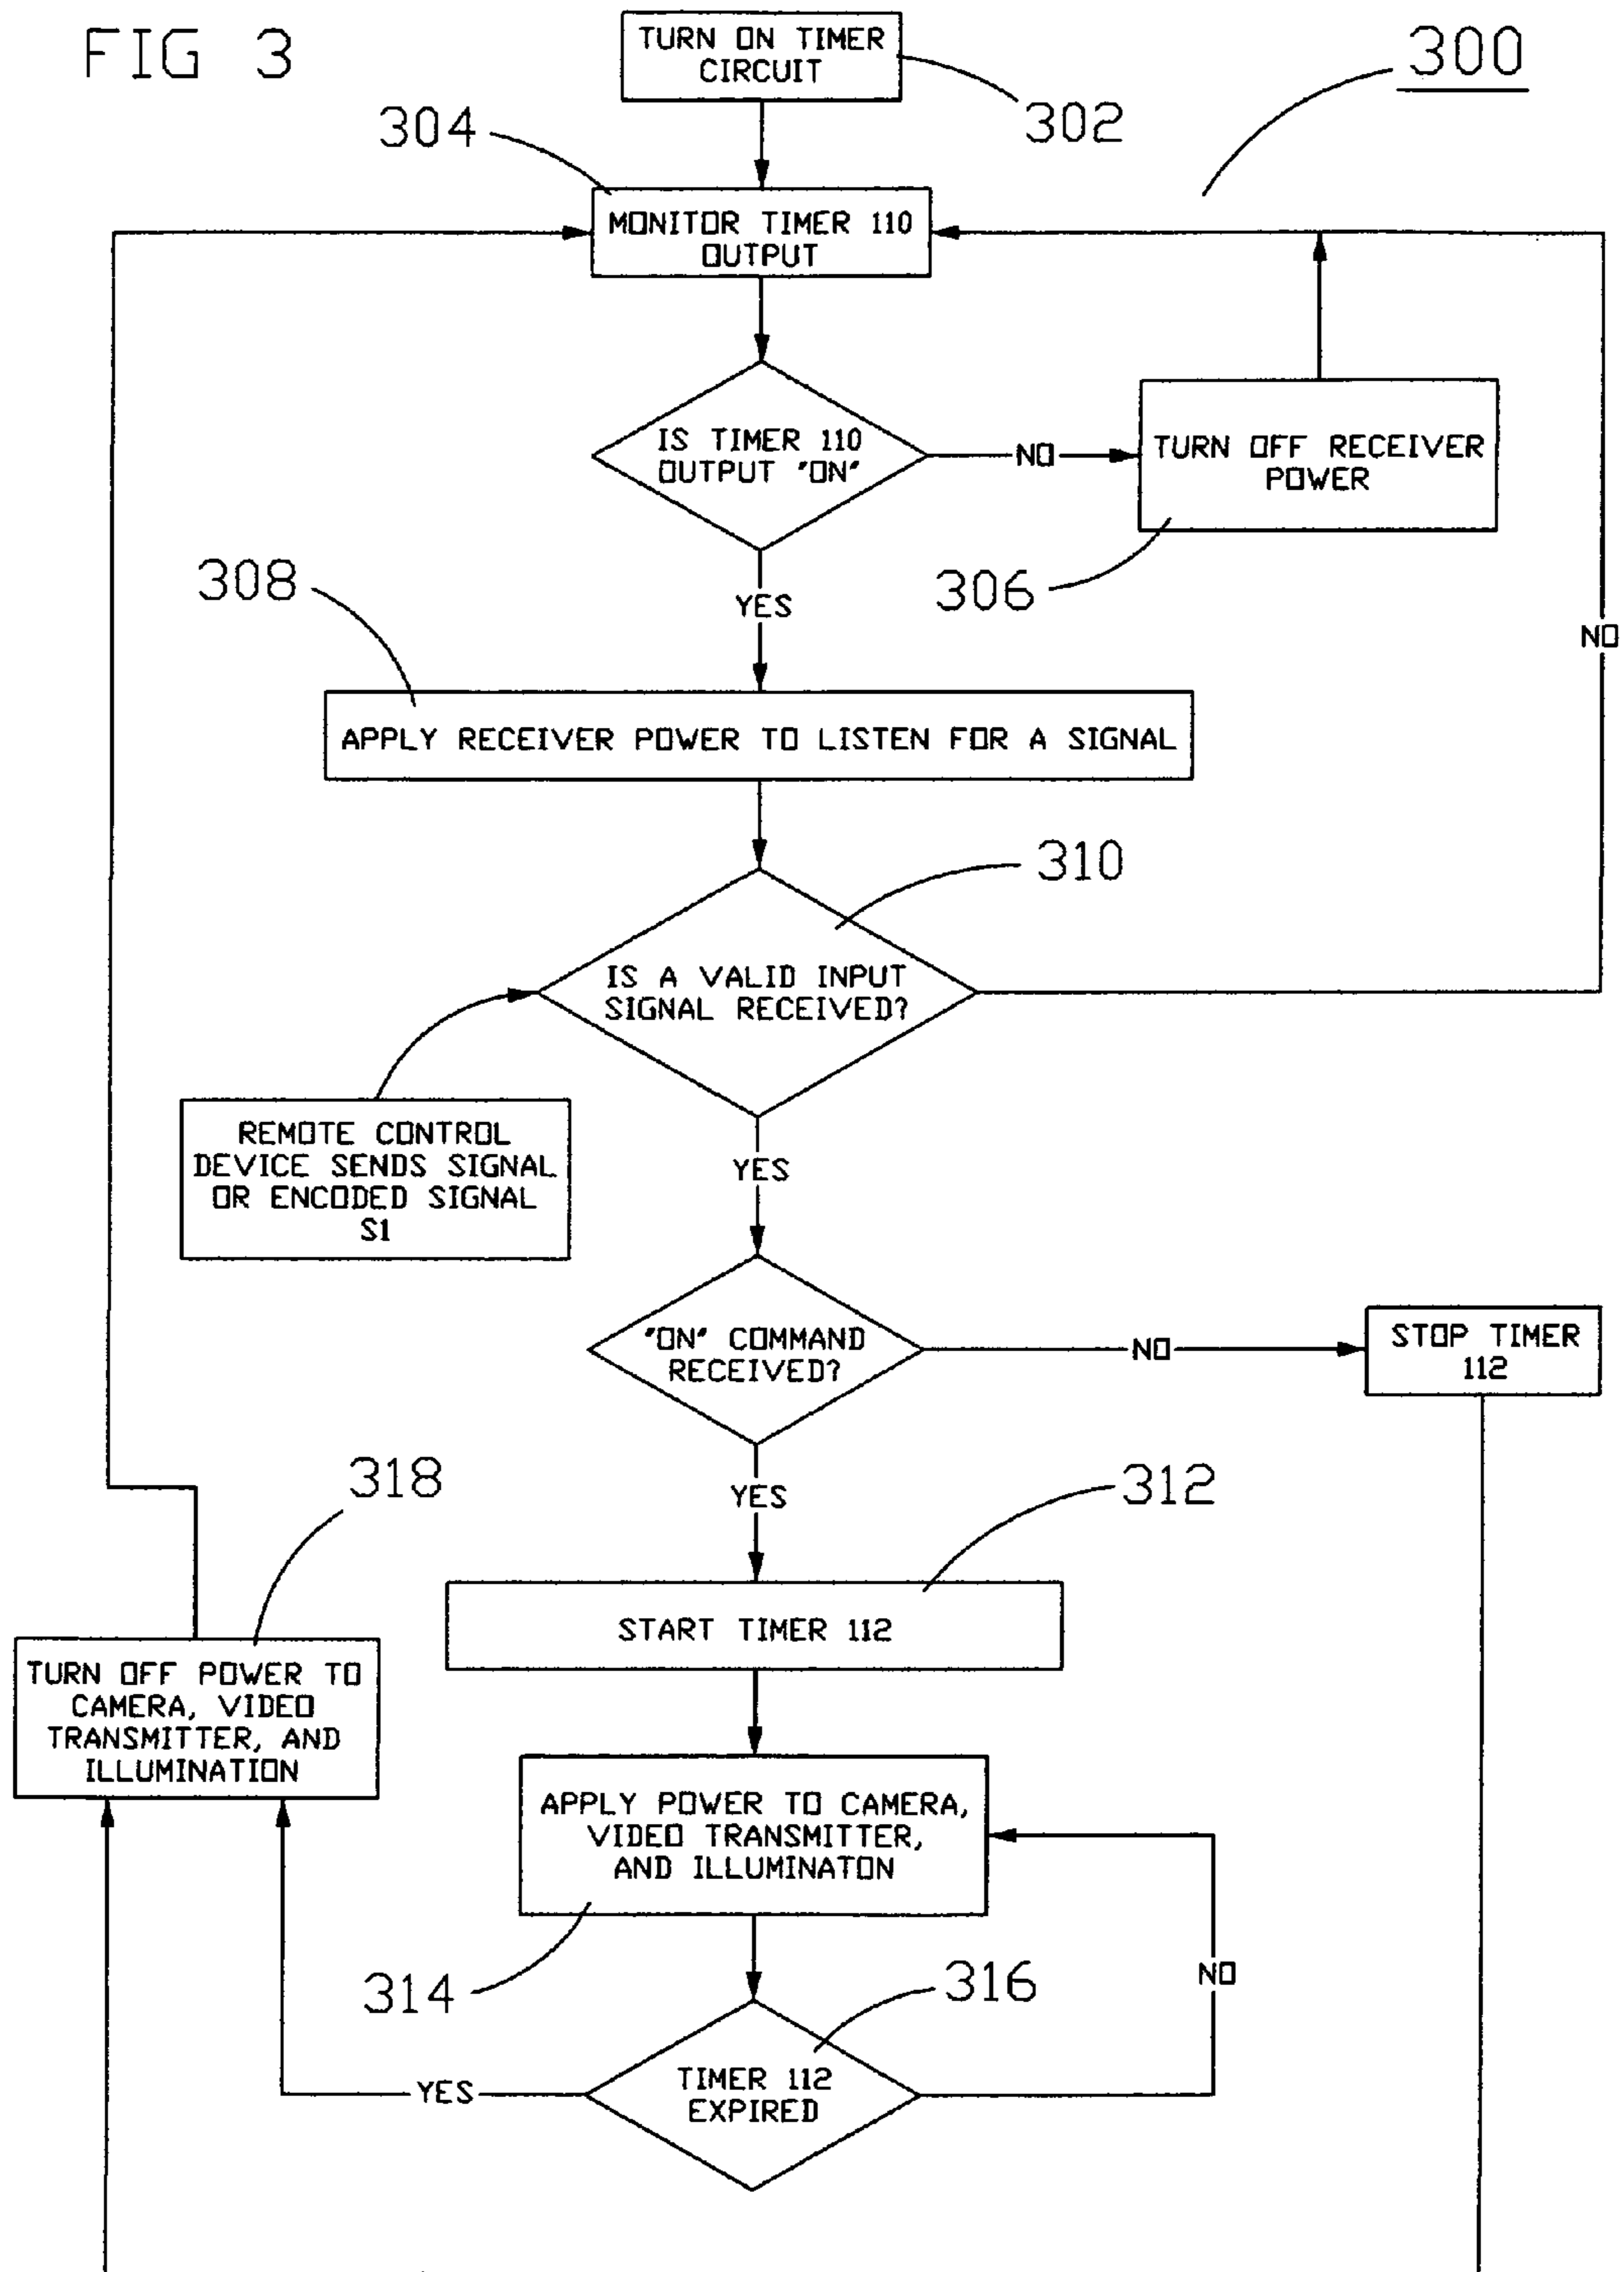 FIG 3
TURN ON TIMER
CIRCUIT
300
302
304
MONITOR TIMER 110
OUTPUT
IS TIMER 110
OUTPUT "ON"
NO
TURN OFF RECEIVER
POWER
306
308
YES
NO
APPLY RECEIVER POWER TO LISTEN FOR A SIGNAL
310
IS A VALID INPUT
SIGNAL RECEIVED?
REMOTE CONTROL
DEVICE SENDS SIGNAL
OR ENCODED SIGNAL
S1
YES
"ON" COMMAND
RECEIVED?
NO
STOP TIMER
112
YES
312
318
START TIMER 112
TURN OFF POWER TO
CAMERA, VIDEO
TRANSMITTER, AND
ILLUMINATION
APPLY POWER TO CAMERA,
VIDEO TRANSMITTER,
AND ILLUMINATON
314
316
NO
TIMER 112
EXPIRED
YES